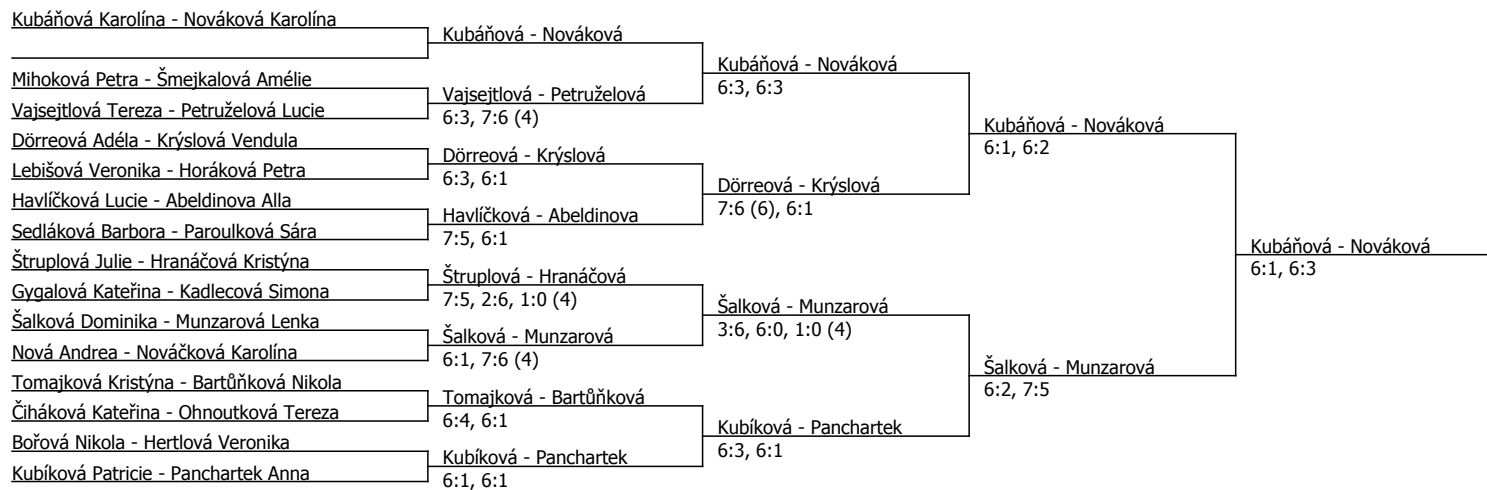 Kubáňová Karolína - Nováková Karolína
Mihoková Petra - Šmejkalová Amélie
Vajsejtlová Tereza - Petruželová Lucie
Dörreová Adéla - Krýslová Vendula
Lebišová Veronika - Horáková Petra
Havlíčková Lucie - Abeldinova Alla
Sedláková Barbora - Paroulková Sára
Štruplová Julie - Hranáčová Kristýna
Gygalová Kateřina - Kadlecová Simona
Šalková Dominika - Munzarová Lenka
Nová Andrea - Nováčková Karolína
Tomajková Kristýna - Bartůňková Nikola
Čiháková Kateřina - Ohnoutková Tereza
Bořová Nikola - Hertlová Veronika
Kubíková Patricie - Panchartek Anna
Kubáňová - Nováková
Vajsejtlová - Petruželová
6:3, 7:6 (4)
Dörreová - Krýslová
6:3, 6:1
Havlíčková - Abeldinova
7:5, 6:1
Štruplová - Hranáčová
7:5, 2:6, 1:0 (4)
Šalková - Munzarová
6:1, 7:6 (4)
Tomajková - Bartůňková
6:4, 6:1
Kubíková - Panchartek
6:1, 6:1
Kubáňová - Nováková
6:3, 6:3
Dörreová - Krýslová
7:6 (6), 6:1
Šalková - Munzarová
3:6, 6:0, 1:0 (4)
Kubíková - Panchartek
6:3, 6:1
Kubáňová - Nováková
6:1, 6:2
Šalková - Munzarová
6:2, 7:5
Kubáňová - Nováková
6:1, 6:3